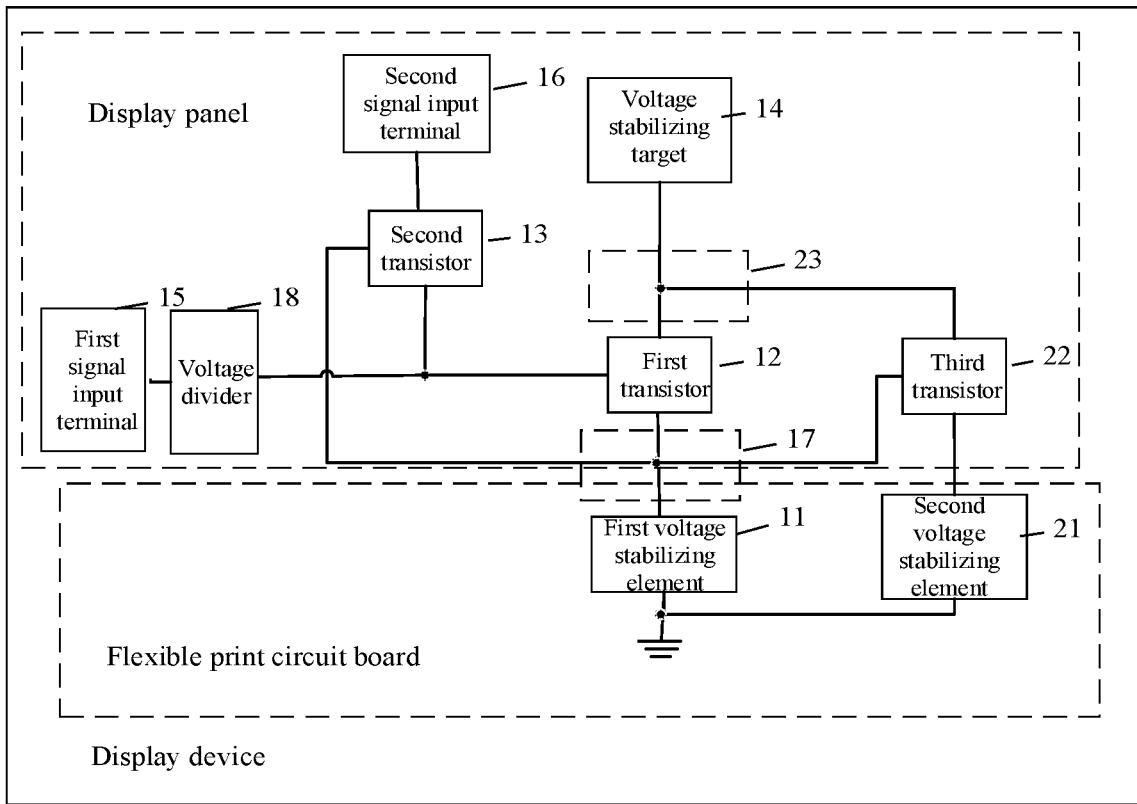 Display panel
Second
signal input
terminal
16
Voltage
stabilizing
target
14
Second
transistor
13
23
15
18
First
signal
input
terminal
Voltage
divider
First
transistor
12
Third
transistor
22
17
First voltage
stabilizing
element
11
Second
voltage
stabilizing
element
21
Flexible print circuit board
Display device